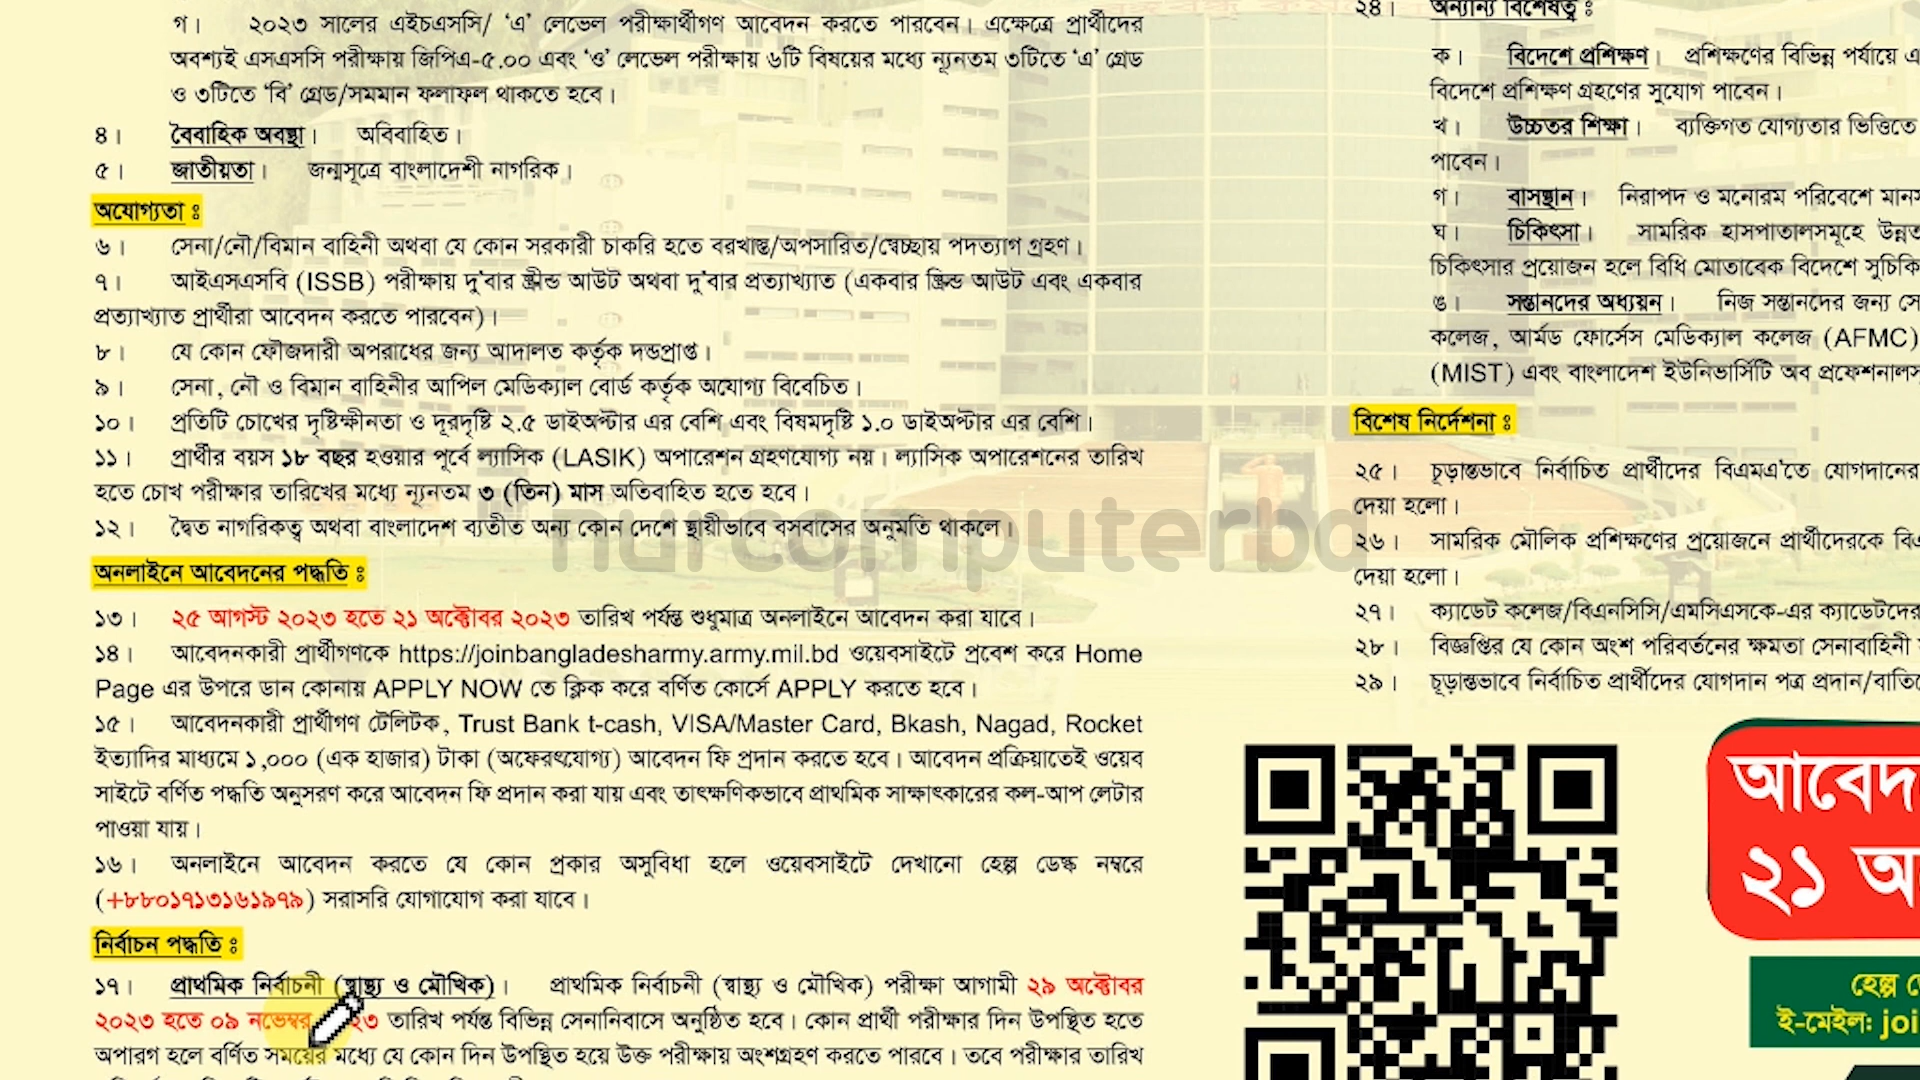 গ। ২০২৩ সালের এইচএসসি/ ‘এ’ লেভেল পরীক্ষার্থীগণ আবেদন করতে পারবেন। এক্ষেত্রে প্রার্থীদের
অবশ্যই এসএসসি পরীক্ষায় জিপিএ-৫.০০ এবং ‘ও’ লেভেল পরীক্ষায় ৬টি বিষয়ের মধ্যে ন্যূনতম ৩টিতে ‘এ’ গ্রেড
ও ৩টিতে ‘বি’ গ্রেড/সমমান ফলাফল থাকতে হবে।
৪। বৈবাহিক অবস্থা। অবিবাহিত।
৫। জাতীয়তা। জন্মসূত্রে বাংলাদেশী নাগরিক।
অযোগ্যতা :
৬। সেনা/নৌ/বিমান বাহিনী অথবা যে কোন সরকারী চাকরি হতে বরখাস্ত/অপসারিত/স্বেচ্ছায় পদত্যাগ গ্রহণ।
৭। আইএসএসবি (ISSB) পরীক্ষায় দু’বার স্ক্রীন্ড আউট অথবা দু’বার প্রত্যাখ্যাত (একবার স্ক্রিন্ড আউট এবং একবার
প্রত্যাখ্যাত প্রার্থীরা আবেদন করতে পারবেন)।
৮। যে কোন ফৌজদারী অপরাধের জন্য আদালত কর্তৃক দন্ডপ্রাপ্ত।
৯। সেনা, নৌ ও বিমান বাহিনীর আপিল মেডিক্যাল বোর্ড কর্তৃক অযোগ্য বিবেচিত।
১০। প্রতিটি চোখের দৃষ্টিক্ষীনতা ও দূরদৃষ্টি ২.৫ ডাইঅপ্টার এর বেশি এবং বিষমদৃষ্টি ১.০ ডাইঅপ্টার এর বেশি।
১১। প্রার্থীর বয়স ১৮ বছর হওয়ার পূর্বে ল্যাসিক (LASIK) অপারেশন গ্রহণযোগ্য নয়। ল্যাসিক অপারেশনের তারিখ
হতে চোখ পরীক্ষার তারিখের মধ্যে ন্যূনতম ৩ (তিন) মাস অতিবাহিত হতে হবে।
১২। দ্বৈত নাগরিকত্ব অথবা বাংলাদেশ ব্যতীত অন্য কোন দেশে স্থায়ীভাবে বসবাসের অনুমতি থাকলে।
অনলাইনে আবেদনের পদ্ধতি :
১৩। ২৫ আগস্ট ২০২৩ হতে ২১ অক্টোবর ২০২৩ তারিখ পর্যন্ত শুধুমাত্র অনলাইনে আবেদন করা যাবে।
১৪। আবেদনকারী প্রার্থীগণকে https://joinbangladesharmy.army.mil.bd ওয়েবসাইটে প্রবেশ করে Home
Page এর উপরে ডান কোনায় APPLY NOW তে ক্লিক করে বর্ণিত কোর্সে APPLY করতে হবে।
১৫। আবেদনকারী প্রার্থীগণ টেলিটক, Trust Bank t-cash, VISA/Master Card, Bkash, Nagad, Rocket
ইত্যাদির মাধ্যমে ১,০০০ (এক হাজার) টাকা (অফেরৎযোগ্য) আবেদন ফি প্রদান করতে হবে। আবেদন প্রক্রিয়াতেই ওয়েব
সাইটে বর্ণিত পদ্ধতি অনুসরণ করে আবেদন ফি প্রদান করা যায় এবং তাৎক্ষণিকভাবে প্রাথমিক সাক্ষাৎকারের কল-আপ লেটার
পাওয়া যায়।
১৬। অনলাইনে আবেদন করতে যে কোন প্রকার অসুবিধা হলে ওয়েবসাইটে দেখানো হেল্প ডেস্ক নম্বরে
(+৮৮০১৭১৩১৬১৯৭৯) সরাসরি যোগাযোগ করা যাবে।
নির্বাচন পদ্ধতি :
১৭। প্রাথমিক নির্বাচনী (স্বাস্থ্য ও মৌখিক)। প্রাথমিক নির্বাচনী (স্বাস্থ্য ও মৌখিক) পরীক্ষা আগামী ২৯ অক্টোবর
২০২৩ হতে ০৯ নভেম্বর ২৩ তারিখ পর্যন্ত বিভিন্ন সেনানিবাসে অনুষ্ঠিত হবে। কোন প্রার্থী পরীক্ষার দিন উপস্থিত হতে
অপারগ হলে বর্ণিত সময়ের মধ্যে যে কোন দিন উপস্থিত হয়ে উক্ত পরীক্ষায় অংশগ্রহণ করতে পারবে। তবে পরীক্ষার তারিখ
২৪। অন্যান্য বিশেষত্ব :
ক। বিদেশে প্রশিক্ষণ। প্রশিক্ষণের বিভিন্ন পর্যায়ে এ
বিদেশে প্রশিক্ষণ গ্রহণের সুযোগ পাবেন।
খ। উচ্চতর শিক্ষা। ব্যক্তিগত যোগ্যতার ভিত্তিতে
পাবেন।
গ। বাসস্থান। নিরাপদ ও মনোরম পরিবেশে মানস
ঘ। চিকিৎসা। সামরিক হাসপাতালসমূহে উন্নত
চিকিৎসার প্রয়োজন হলে বিধি মোতাবেক বিদেশে সুচিকি
ঙ। সন্তানদের অধ্যয়ন। নিজ সন্তানদের জন্য সে
কলেজ, আর্মড ফোর্সেস মেডিক্যাল কলেজ (AFMC)
(MIST) এবং বাংলাদেশ ইউনিভার্সিটি অব প্রফেশনালস
বিশেষ নির্দেশনা :
২৫। চূড়ান্তভাবে নির্বাচিত প্রার্থীদের বিএমএ’তে যোগদানের
দেয়া হলো।
২৬। সামরিক মৌলিক প্রশিক্ষণের প্রয়োজনে প্রার্থীদেরকে বিএ
দেয়া হলো।
২৭। ক্যাডেট কলেজ/বিএনসিসি/এমসিএসকে-এর ক্যাডেটদের
২৮। বিজ্ঞপ্তির যে কোন অংশ পরিবর্তনের ক্ষমতা সেনাবাহিনী
২৯। চূড়ান্তভাবে নির্বাচিত প্রার্থীদের যোগদান পত্র প্রদান/বাতিে
আবেদ
২১ অ
হেল্প ে
ই-মেইল: joi
nurcomputerbd